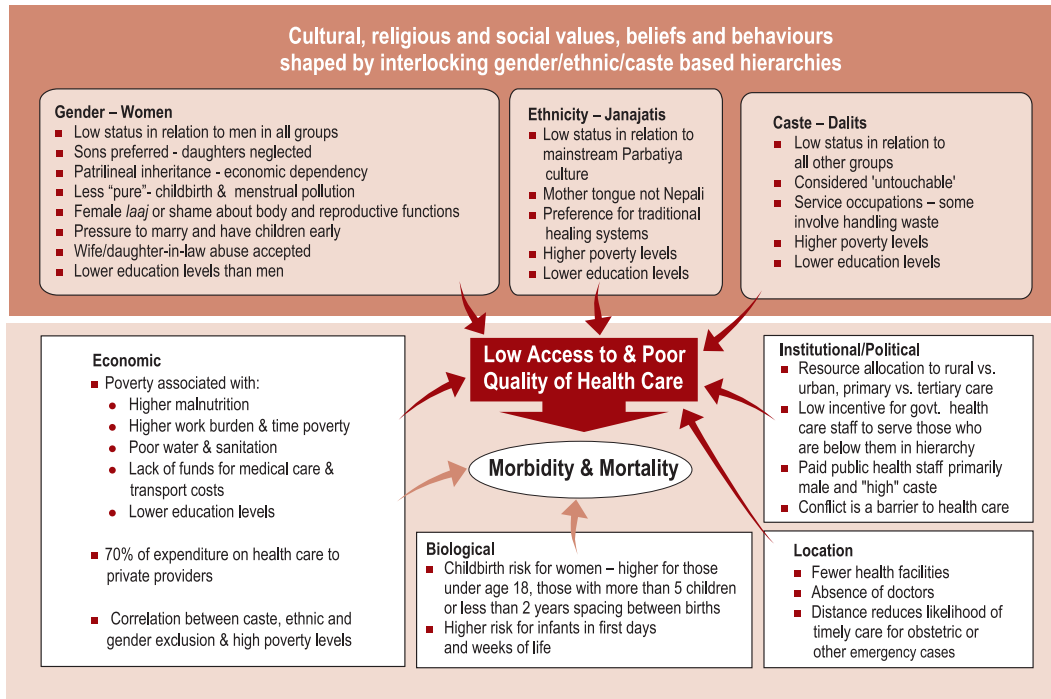 Cultural, religious and social values, beliefs and behaviours
shaped by interlocking gender/ethnic/caste based hierarchies
Gender – Women
Low status in relation to men in all groups
Sons preferred - daughters neglected
Patrilineal inheritance - economic dependency
Less “pure”- childbirth & menstrual pollution
Female laaj or shame about body and reproductive functions
Pressure to marry and have children early
Wife/daughter-in-law abuse accepted
Lower education levels than men
Ethnicity – Janajatis
Low status in relation to
mainstream Parbatiya
culture
Mother tongue not Nepali
Preference for traditional
healing systems
Higher poverty levels
Lower education levels
Caste – Dalits
Low status in relation to
all other groups
Considered 'untouchable'
Service occupations – some
involve handling waste
Higher poverty levels
Lower education levels
Low Access to & Poor
Quality of Health Care
Morbidity & Mortality
Economic
Poverty associated with:
Higher malnutrition
Higher work burden & time poverty
Poor water & sanitation
Lack of funds for medical care &
transport costs
Lower education levels
70% of expenditure on health care to
private providers
Correlation between caste, ethnic and
gender exclusion & high poverty levels
Biological
Childbirth risk for women – higher for those
under age 18, those with more than 5 children
or less than 2 years spacing between births
Higher risk for infants in first days
and weeks of life
Institutional/Political
Resource allocation to rural vs.
urban, primary vs. tertiary care
Low incentive for govt. health
care staff to serve those who
are below them in hierarchy
Paid public health staff primarily
male and "high" caste
Conflict is a barrier to health care
Location
Fewer health facilities
Absence of doctors
Distance reduces likelihood of
timely care for obstetric or
other emergency cases